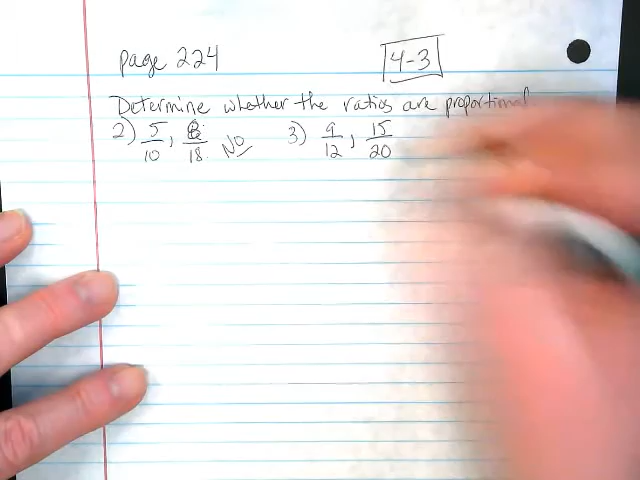 page 224 4-3
Determine whether the ratios are proportional
2) 5/10, 8/18 No 3) 9/12, 15/20